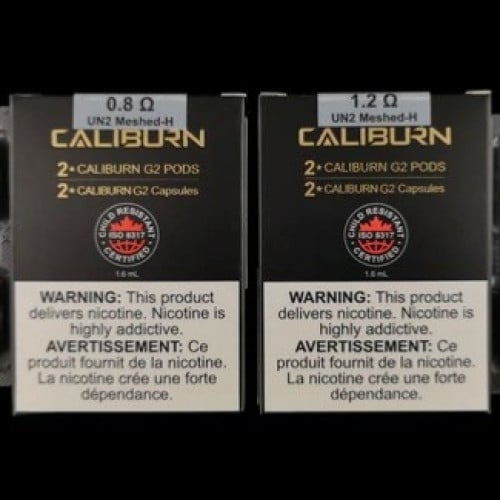 0.8 Ω
UN2 Meshed-H
CALIBURN
2* CALIBURN G2 PODS
2* CALIBURN G2 Capsules
CHILD RESISTANT
ISO 8317
CERTIFIED
1.6 mL
WARNING: This product
delivers nicotine. Nicotine
is highly addictive.
AVERTISSEMENT: Ce
produit fournit de la nicotine.
La nicotine crée une forte
dépendance.
1.2 Ω
UN2 Meshed-H
CALIBURN
2* CALIBURN G2 PODS
2* CALIBURN G2 Capsules
CHILD RESISTANT
ISO 8317
CERTIFIED
1.6 mL
WARNING: This product
delivers nicotine. Nicotine
is highly addictive.
AVERTISSEMENT: Ce
produit fournit de la nicotine.
La nicotine crée une forte
dépendance.